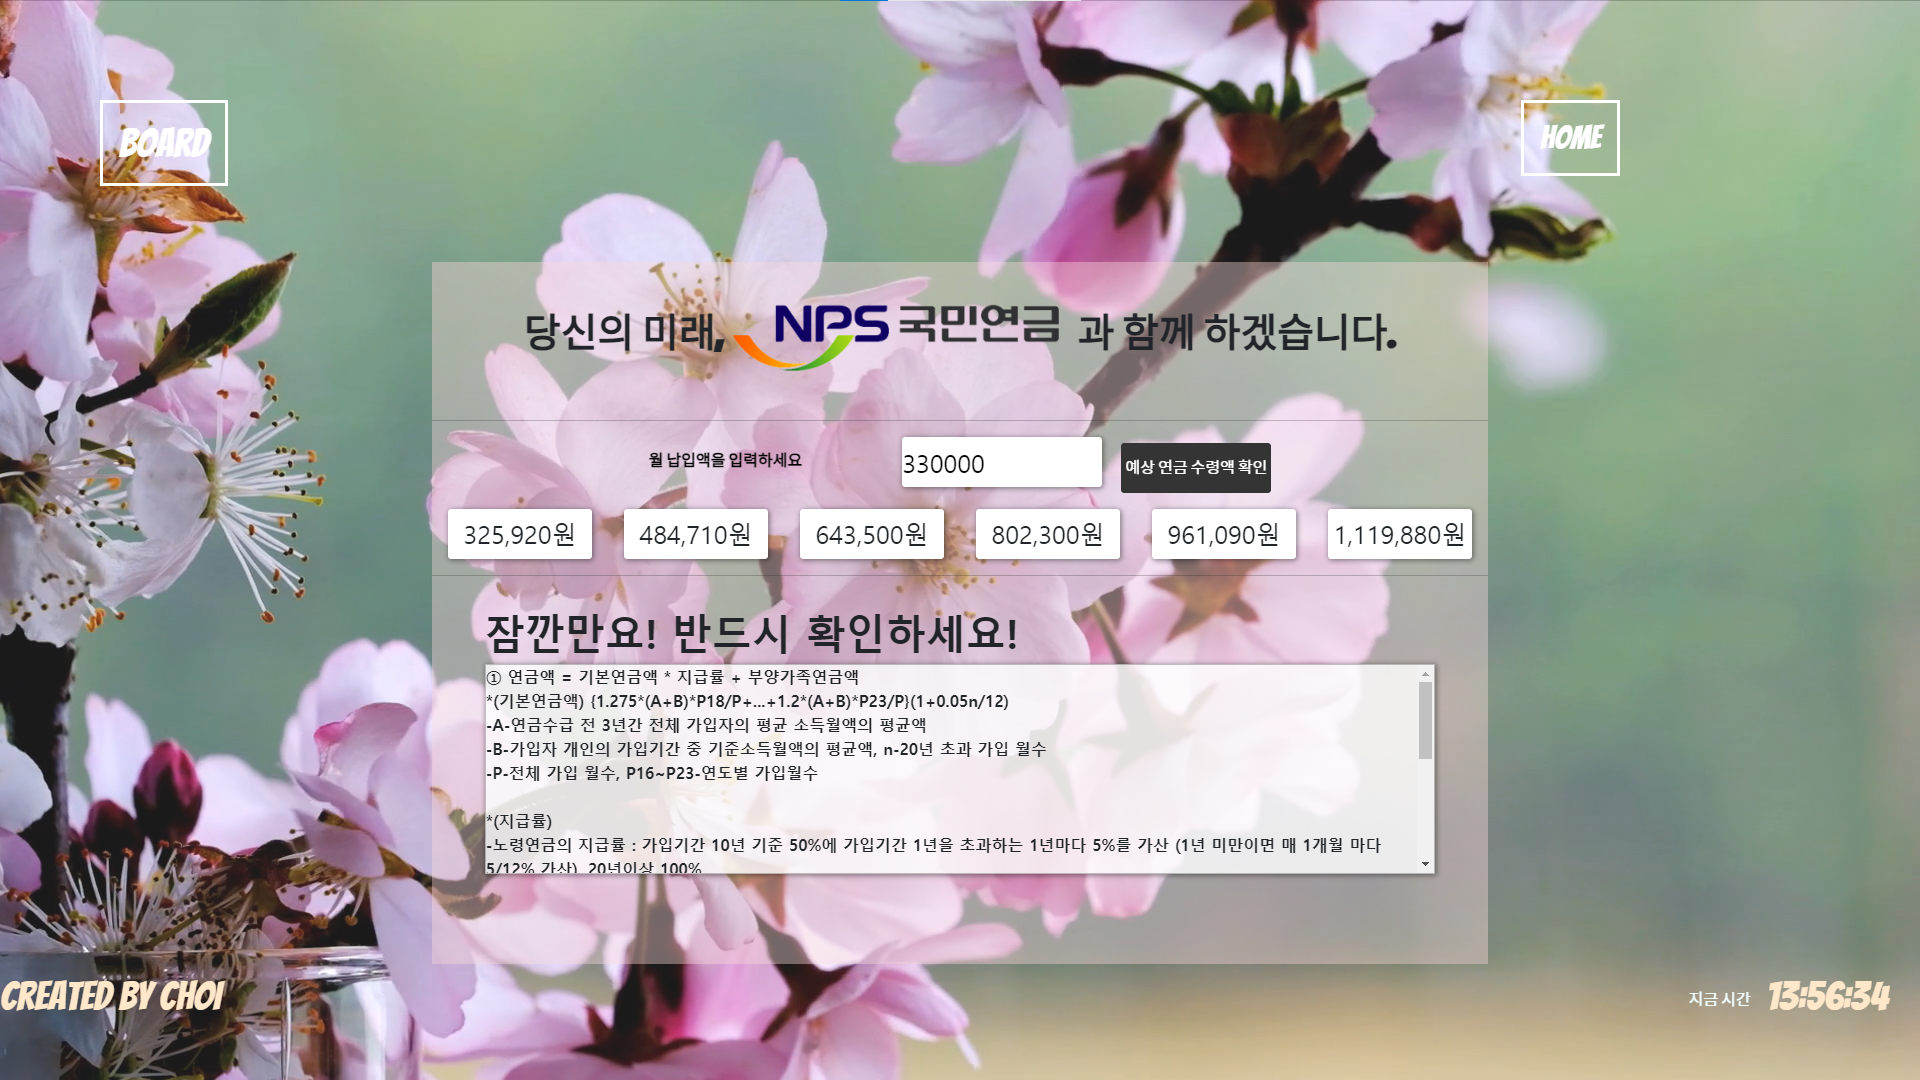 BOARD
HOME
당신의 미래, NPS 국민연금 과 함께 하겠습니다.
월 납입액을 입력하세요 330000 예상 연금 수령액 확인
325,920원 484,710원 643,500원 802,300원 961,090원 1,119,880원
잠깐만요! 반드시 확인하세요!
① 연금액 = 기본연금액 * 지급률 + 부양가족연금액
*(기본연금액) {1.275*(A+B)*P18/P+...+1.2*(A+B)*P23/P}(1+0.05n/12)
-A-연금수급 전 3년간 전체 가입자의 평균 소득월액의 평균액
-B-가입자 개인의 가입기간 중 기준소득월액의 평균액, n-20년 초과 가입 월수
-P-전체 가입 월수, P16~P23-연도별 가입월수
*(지급률)
-노령연금의 지급률 : 가입기간 10년 기준 50%에 가입기간 1년을 초과하는 1년마다 5%를 가산 (1년 미만이면 매 1개월 마다
5/12% 가산), 20년이상 100%
CREATED BY CHOI
지금 시간 13:56:34